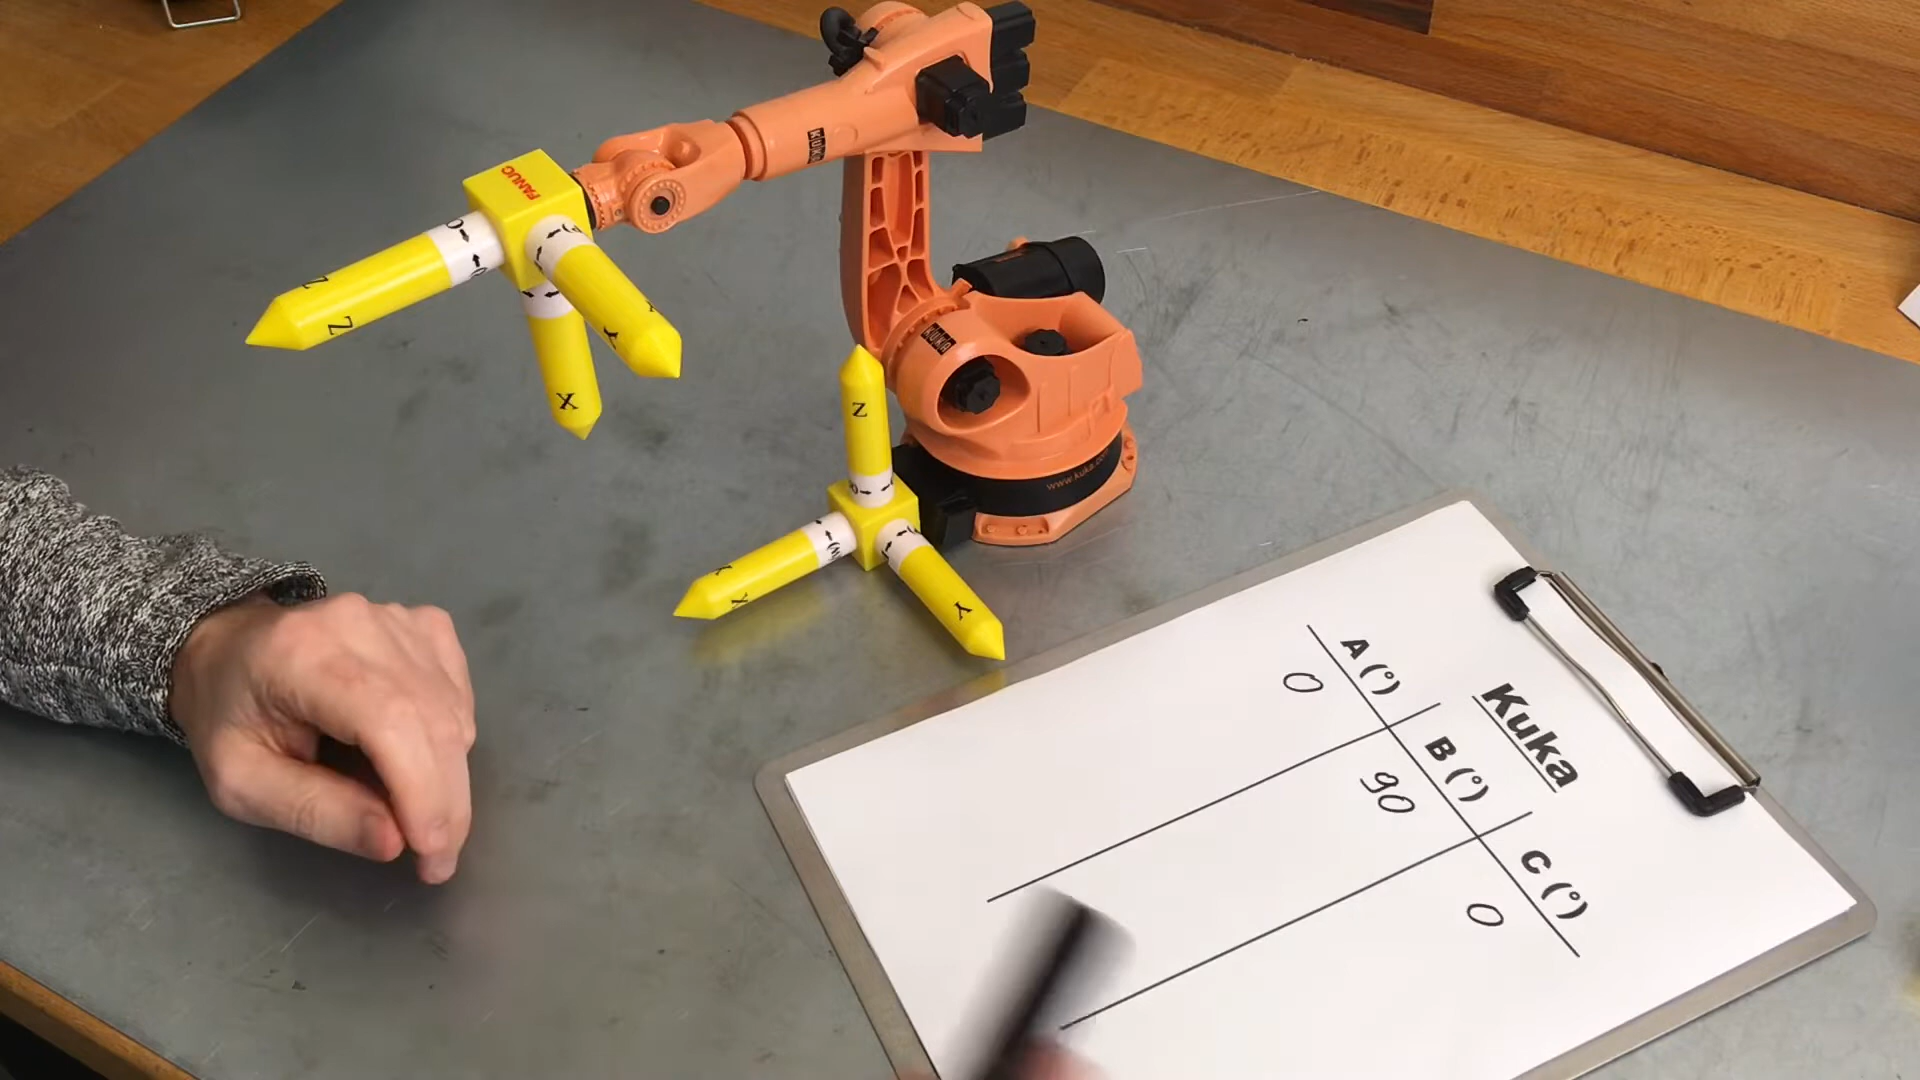 FANUC
KUKA
KUKA
www.kuka.com
Z
Z
X
Y
Z
X
X
Y
Kuka
A (°) B (°) C (°)
0 90 0